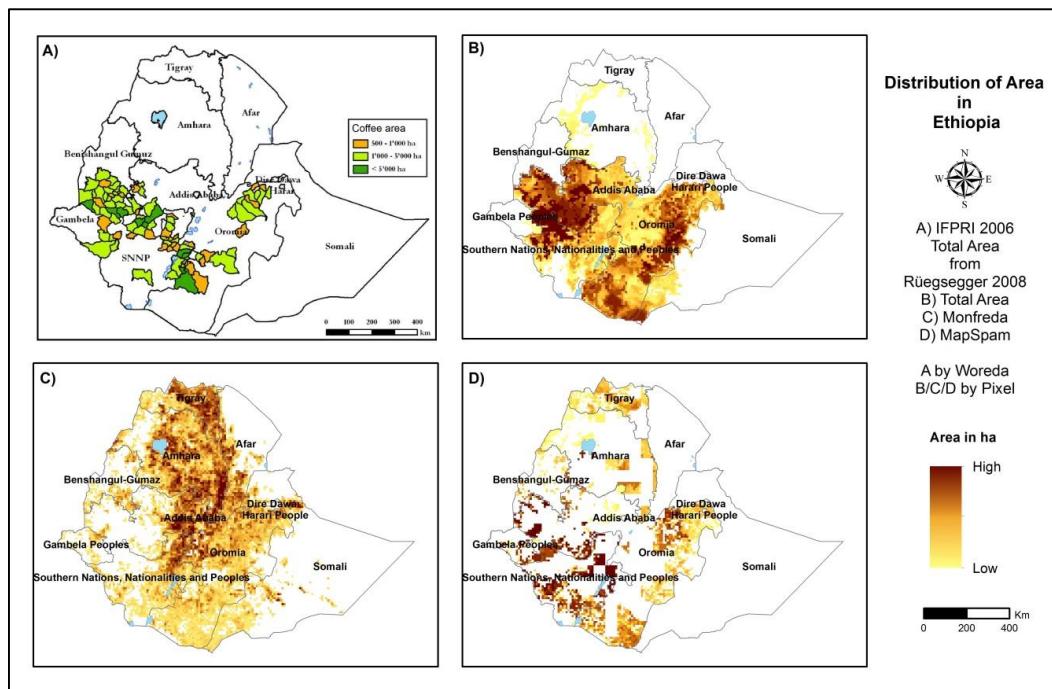 A)
Tigray
Afar
Amhara
Coffee area
500 - 1'000 ha
1'000 - 5'000 ha
< 5'000 ha
Benishangul Gumuz
Dire Dawa
Addis Ababa
Harar
Gambela
Oromia
Somali
SNNP
0 100 200 300 400
km
B)
Tigray
Afar
Amhara
Benshangul-Gumaz
Dire Dawa
Addis Ababa
Harari People
Gambela Peoples
Oromia
Southern Nations, Nationalities and Peoples
Somali
C)
Tigray
Afar
Amhara
Benshangul-Gumaz
Dire Dawa
Addis Ababa
Harari People
Gambela Peoples
Oromia
Southern Nations, Nationalities and Peoples
Somali
D)
Tigray
Afar
Amhara
Benshangul-Gumaz
Dire Dawa
Addis Ababa
Harari People
Gambela Peoples
Oromia
Southern Nations, Nationalities and Peoples
Somali
Distribution of Area
in
Ethiopia
N
W E
S
A) IFPRI 2006
Total Area
from
Rüegsegger 2008
B) Total Area
C) Monfreda
D) MapSpam
A by Woreda
B/C/D by Pixel
Area in ha
High
Low
Km
0 200 400